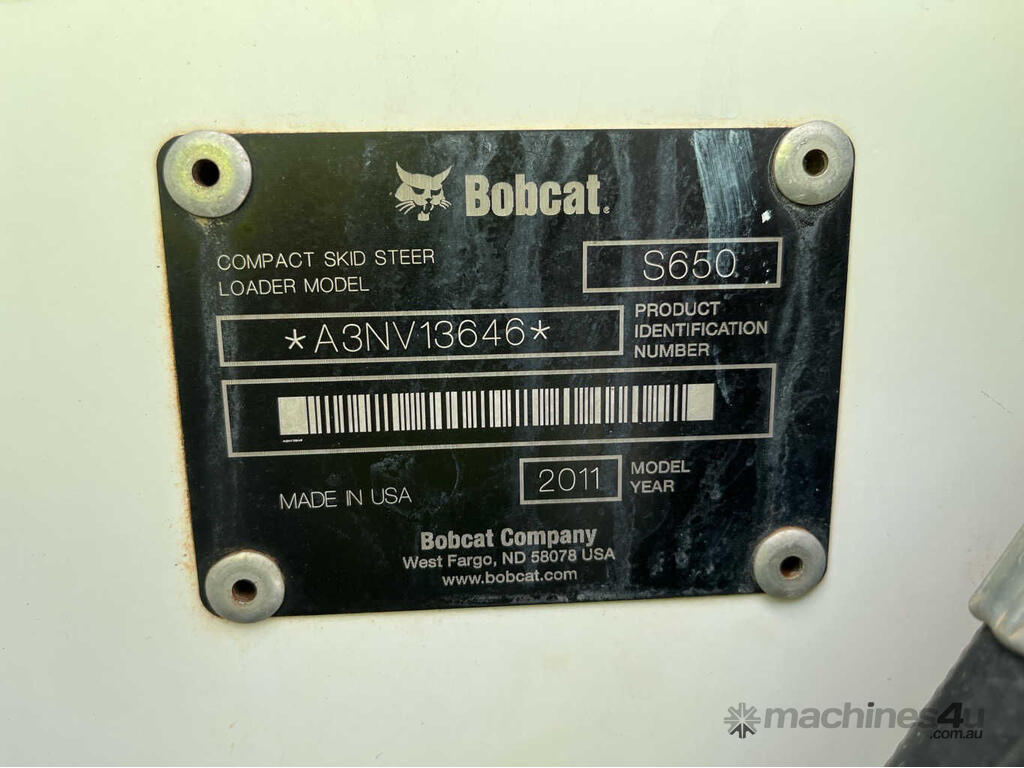 Bobcat.
COMPACT SKID STEER
LOADER MODEL
S650
*A3NV13646*
PRODUCT
IDENTIFICATION
NUMBER
MADE IN USA
2011
MODEL
YEAR
Bobcat Company
West Fargo, ND 58078 USA
www.bobcat.com
machines4u
.com.au